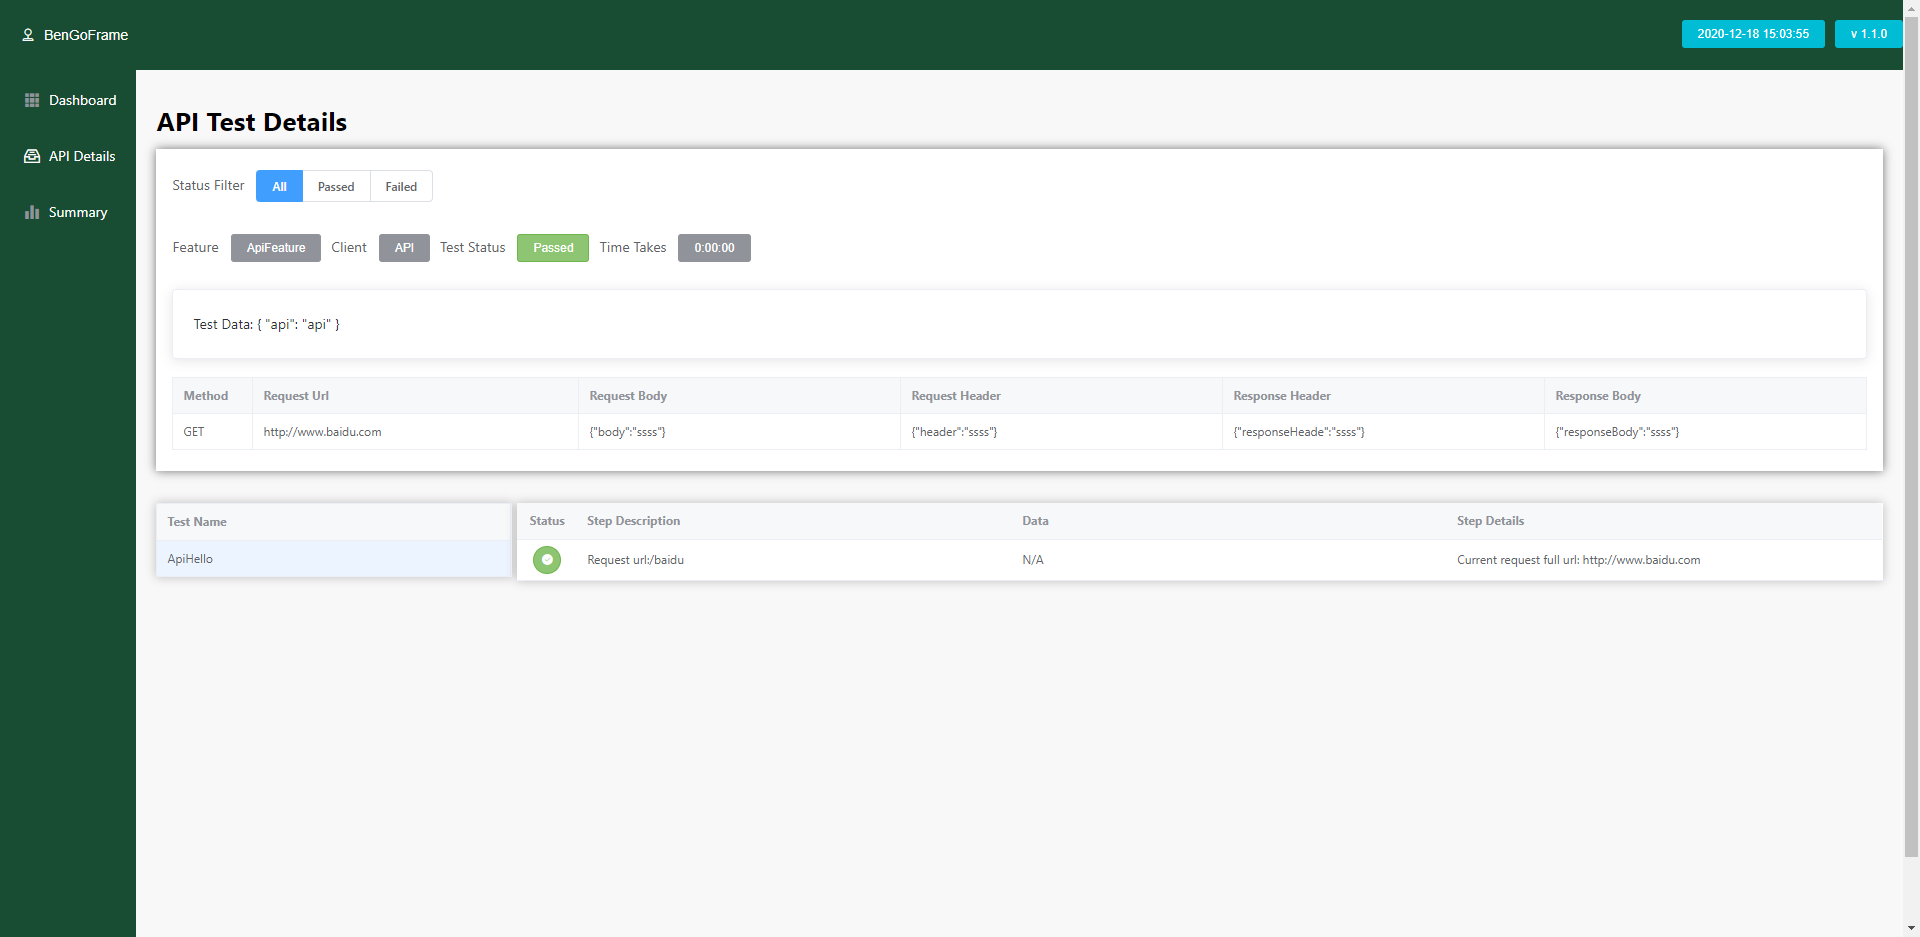 BenGoFrame
2020-12-18 15:03:55
v 1.1.0
Dashboard
API Details
Summary
API Test Details
Status Filter All Passed Failed
Feature ApiFeature Client API Test Status Passed Time Takes 0:00:00
Test Data: { "api": "api" }
Method Request Url Request Body Request Header Response Header Response Body
GET http://www.baidu.com {"body":"ssss"} {"header":"ssss"} {"responseHeade":"ssss"} {"responseBody":"ssss"}
Test Name
ApiHello
Status Step Description Data Step Details
Request url:/baidu N/A Current request full url: http://www.baidu.com